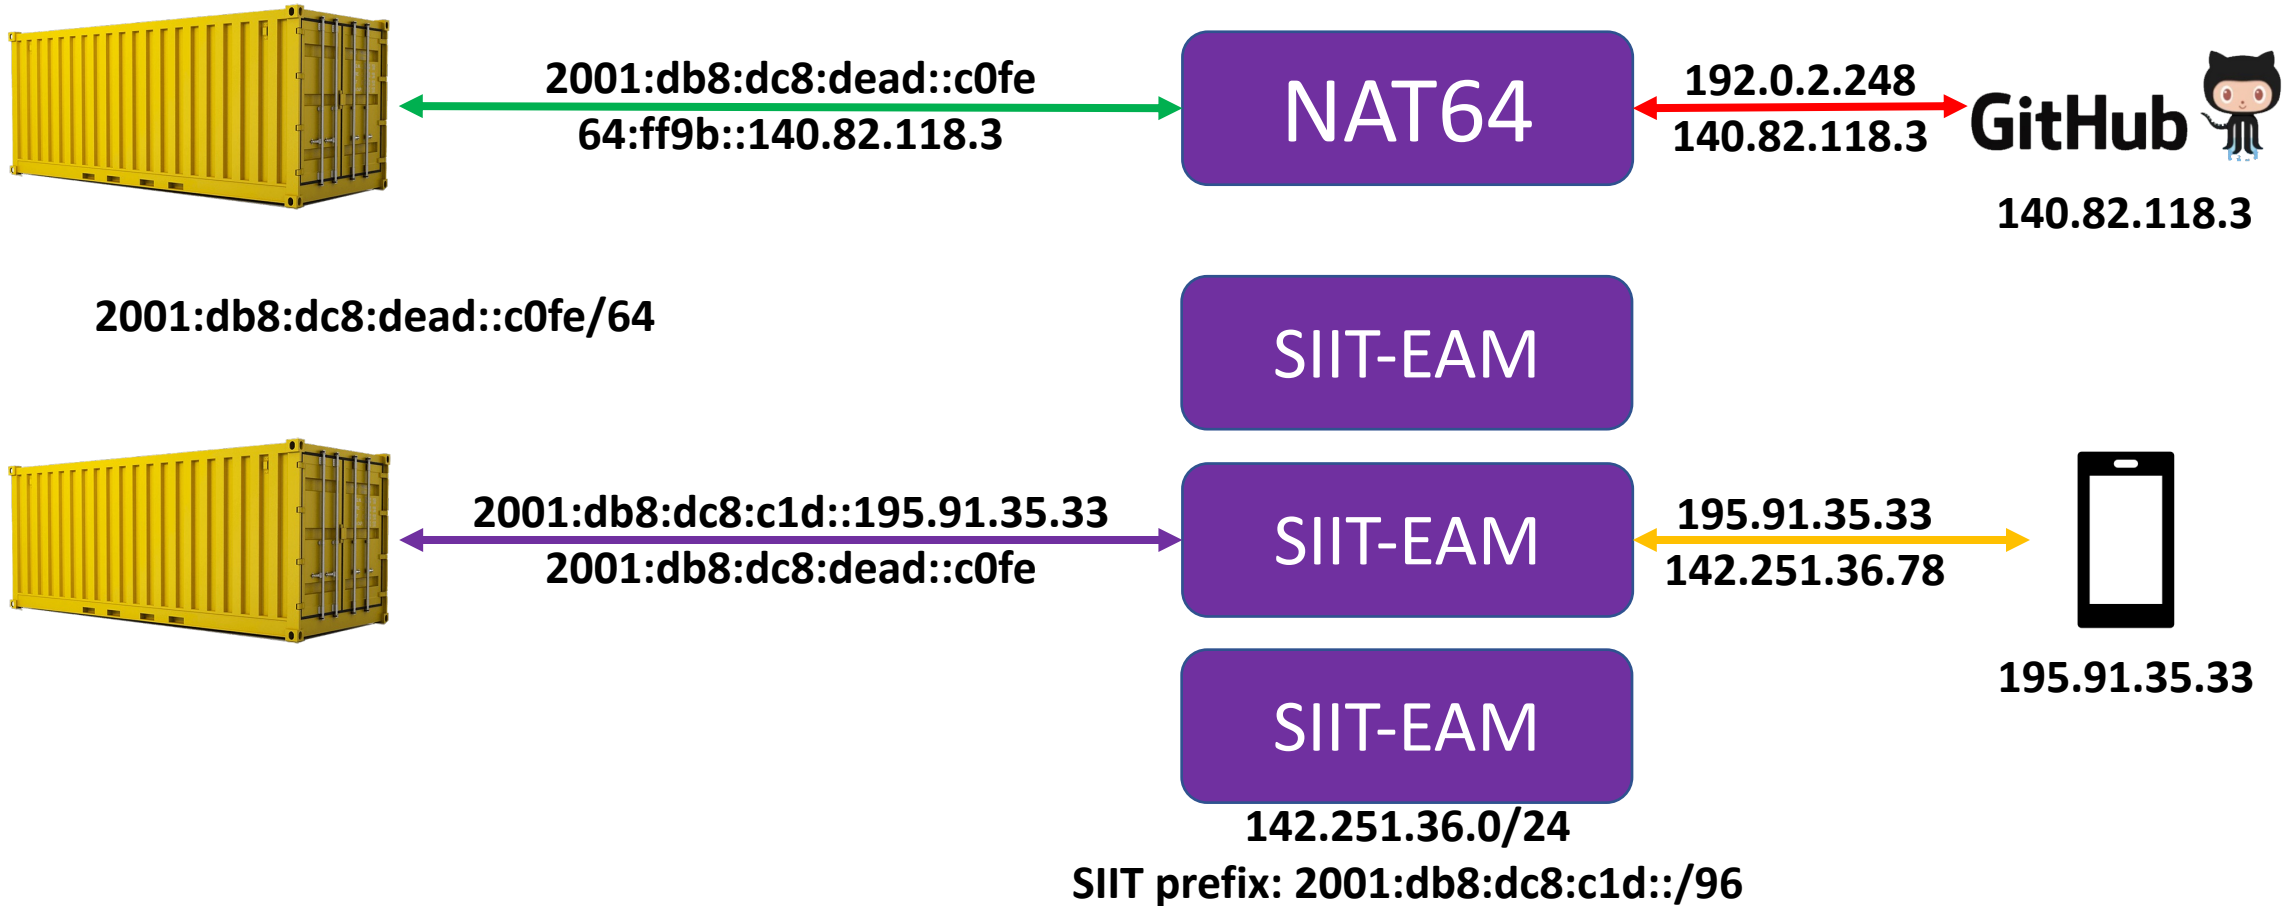 2001:db8:dc8:dead::c0fe
64:ff9b::140.82.118.3
NAT64
192.0.2.248
140.82.118.3
GitHub
140.82.118.3
2001:db8:dc8:dead::c0fe/64
SIIT-EAM
2001:db8:dc8:c1d::195.91.35.33
2001:db8:dc8:dead::c0fe
SIIT-EAM
195.91.35.33
142.251.36.78
195.91.35.33
SIIT-EAM
142.251.36.0/24
SIIT prefix: 2001:db8:dc8:c1d::/96